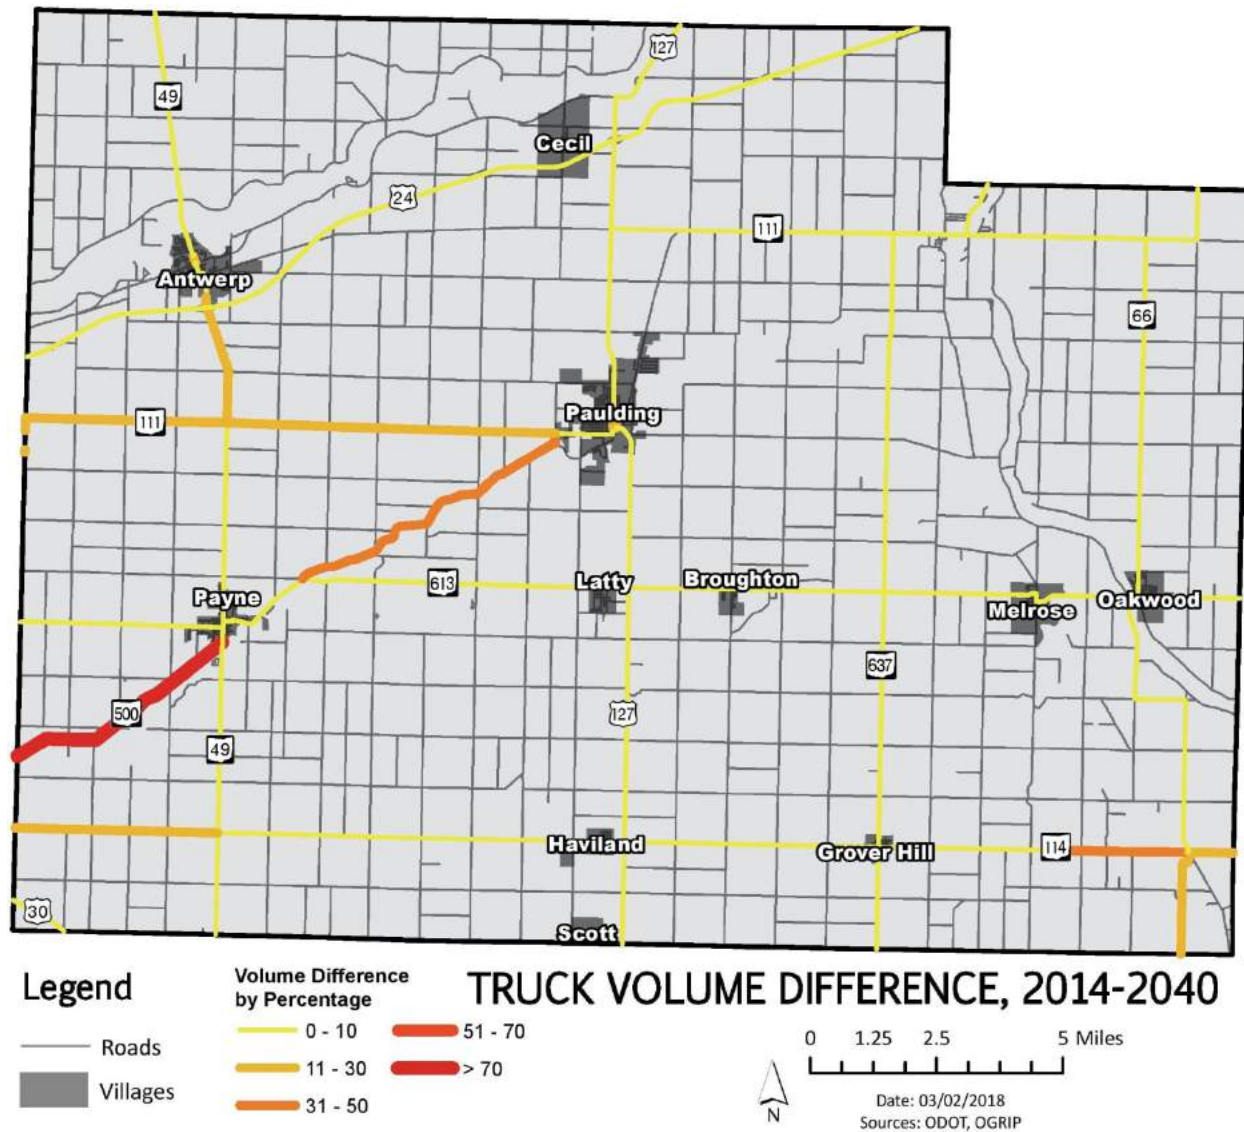 127
49
Cecil
24
111
Antwerp
66
Paulding
111
613
Latty
Broughton
Payne
Melrose
Oakwood
637
500
127
49
Haviland
Grover Hill
114
30
Scott
Legend
Roads
Villages
Volume Difference
by Percentage
0 - 10
11 - 30
31 - 50
51 - 70
> 70
TRUCK VOLUME DIFFERENCE, 2014-2040
0 1.25 2.5 5 Miles
N
Date: 03/02/2018
Sources: ODOT, OGRIP